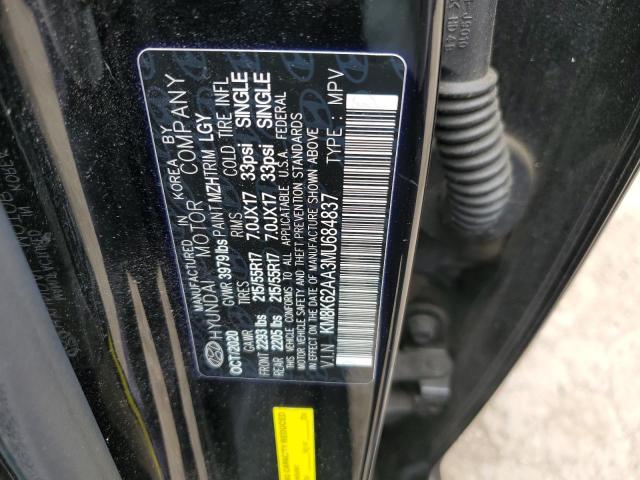 MANUFACTURED IN KOREA BY
HYUNDAI MOTOR COMPANY
OCT/2020 GVWR 3979 lbs PAINT MZH TRIM LGY
GAWR TIRES RIMS COLD TIRE INFL
FRONT 2293 lbs 215/55R17 7.0JX17 33psi SINGLE
REAR 2205 lbs 215/55R17 7.0JX17 33psi SINGLE
THIS VEHICLE CONFORMS TO ALL APPLICABLE U.S.A. FEDERAL
MOTOR VEHICLE SAFETY AND THEFT PREVENTION STANDARDS
IN EFFECT ON THE DATE OF MANUFACTURE SHOWN ABOVE
V.I.N KM8K62AA3MU684837 TYPE: MPV
CAPACITY REDUCED